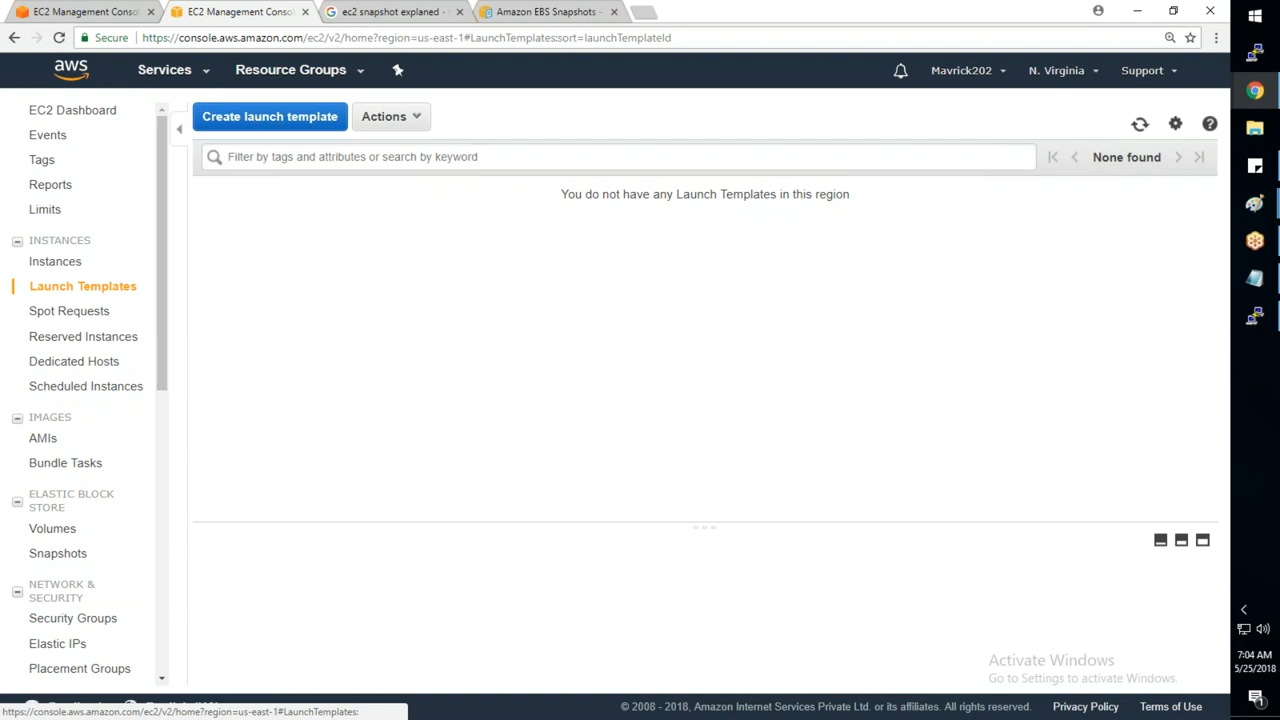 EC2 Management Conso
EC2 Management Conso
ec2 snapshot explained -
Amazon EBS Snapshots -
Secure
https://console.aws.amazon.com/ec2/v2/home?region=us-east-1#LaunchTemplates:sort=launchTemplateId
aws
Services
Resource Groups
Mavrick202
N. Virginia
Support
EC2 Dashboard
Events
Tags
Reports
Limits
INSTANCES
Instances
Launch Templates
Spot Requests
Reserved Instances
Dedicated Hosts
Scheduled Instances
IMAGES
AMIs
Bundle Tasks
ELASTIC BLOCK
STORE
Volumes
Snapshots
NETWORK &
SECURITY
Security Groups
Elastic IPs
Placement Groups
Create launch template
Actions
Filter by tags and attributes or search by keyword
None found
You do not have any Launch Templates in this region
Activate Windows
Go to Settings to activate Windows.
7:04 AM
5/25/2018
1
https://console.aws.amazon.com/ec2/v2/home?region=us-east-1#LaunchTemplates:
© 2008 - 2018, Amazon Internet Services Private Ltd. or its affiliates. All rights reserved.
Privacy Policy
Terms of Use